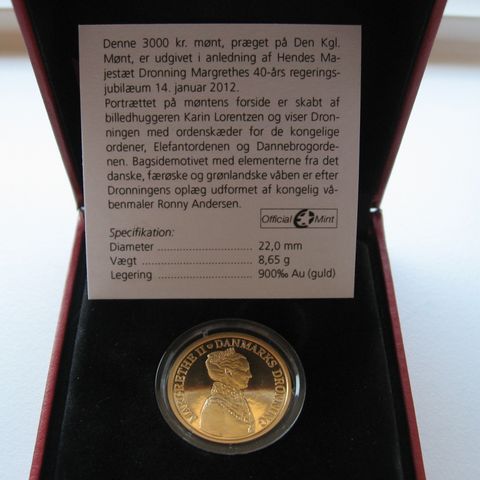 Denne 3000 kr. mønt, præget på Den Kgl.
Mønt, er udgivet i anledning af Hendes Ma-
jestæt Dronning Margrethes 40-års regerings-
jubilæum 14. januar 2012.
Portrættet på møntens forside er skabt af
billedhuggeren Karin Lorentzen og viser Dron-
ningen med ordenskæder for de kongelige
ordener, Elefantordenen og Dannebrogorde-
nen. Bagsidemotivet med elementerne fra det
danske, færøske og grønlandske våben er efter
Dronningens oplæg udformet af kongelig vå-
benmaler Ronny Andersen.
Official Mint
Specifikation:
Diameter ........................... 22,0 mm
Vægt ................................. 8,65 g
Legering ............................ 900‰ Au (guld)
MARGRETHE II DANMARKS DRONNING